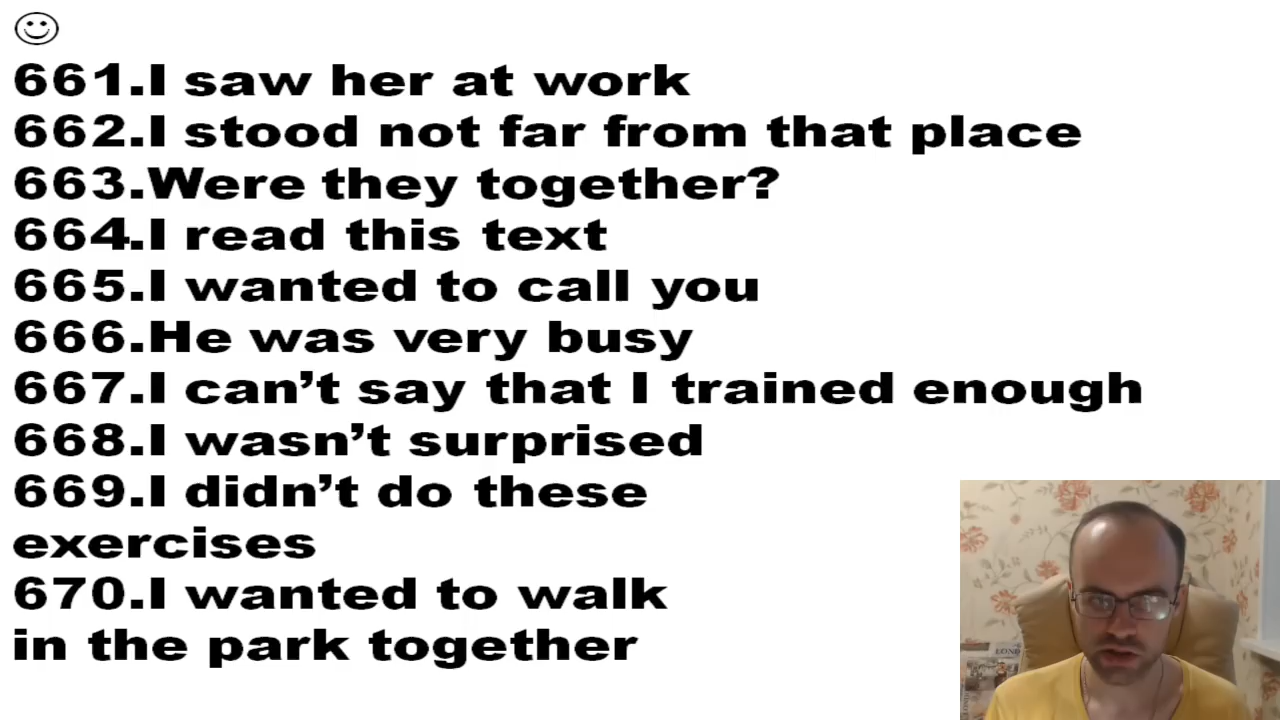 661.I saw her at work
662.I stood not far from that place
663.Were they together?
664.I read this text
665.I wanted to call you
666.He was very busy
667.I can’t say that I trained enough
668.I wasn’t surprised
669.I didn’t do these
exercises
670.I wanted to walk
in the park together
LOND